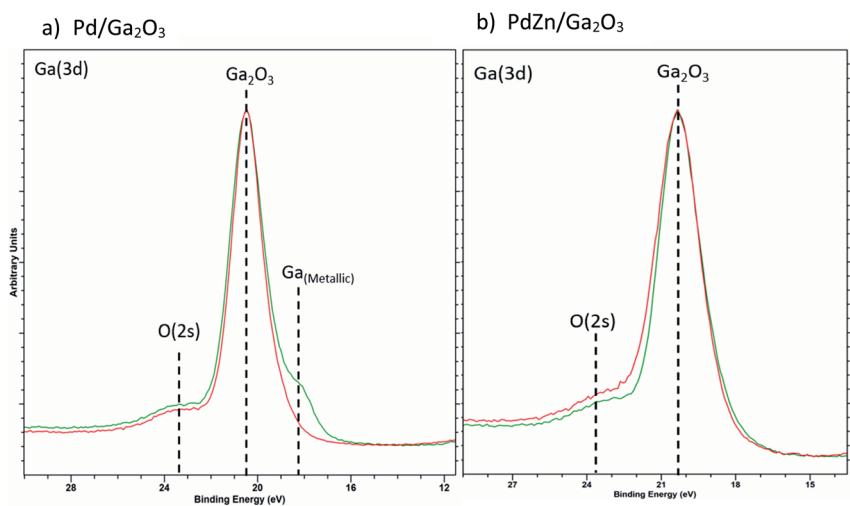 a) Pd/Ga₂O₃
Ga(3d)
Ga₂O₃
Ga(Metallic)
O(2s)
Arbitrary Units
28 24 20 16 12
Binding Energy (eV)
b) PdZn/Ga₂O₃
Ga(3d)
Ga₂O₃
O(2s)
27 24 21 18 15
Binding Energy (eV)